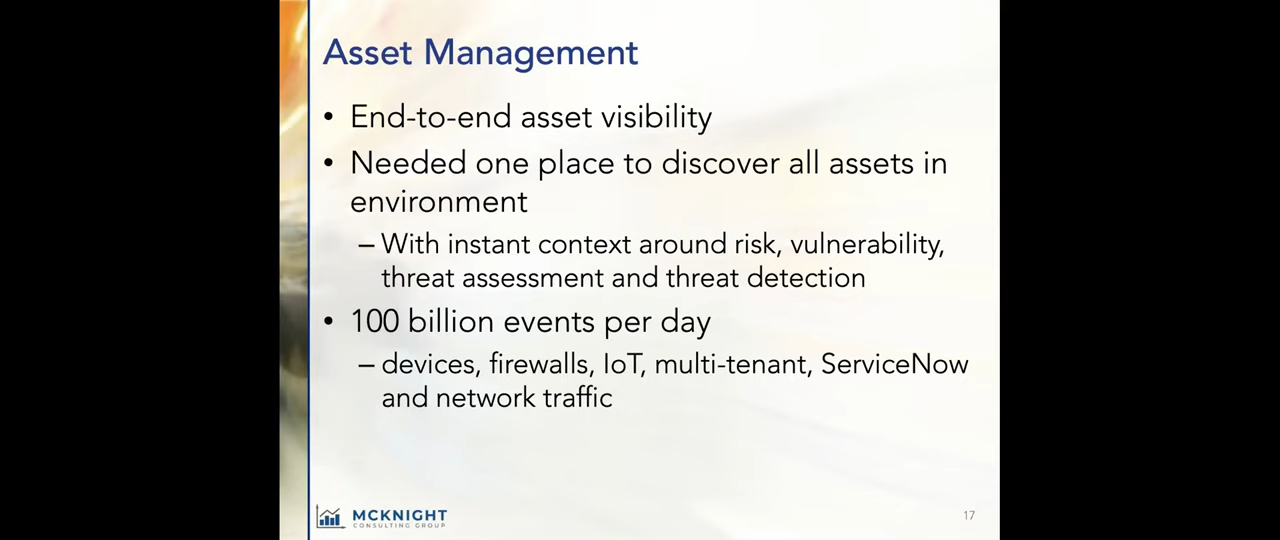 Asset Management
• End-to-end asset visibility
• Needed one place to discover all assets in
environment
– With instant context around risk, vulnerability,
threat assessment and threat detection
• 100 billion events per day
– devices, firewalls, IoT, multi-tenant, ServiceNow
and network traffic
MCKNIGHT
CONSULTING GROUP
17